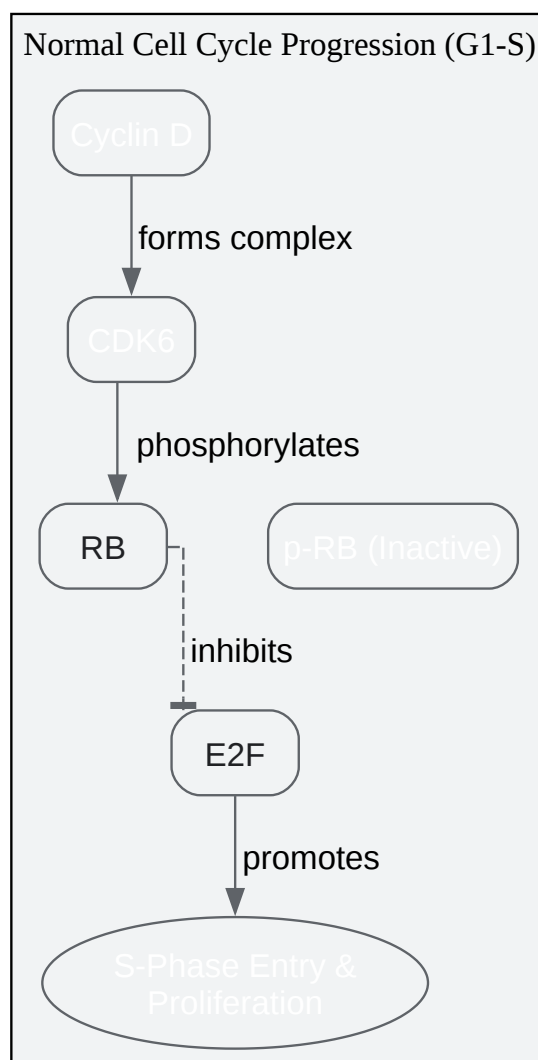 Normal Cell Cycle Progression (G1-S)
Cyclin D
forms complex
CDK6
phosphorylates
RB
p-RB (Inactive)
inhibits
E2F
promotes
S-Phase Entry &
Proliferation